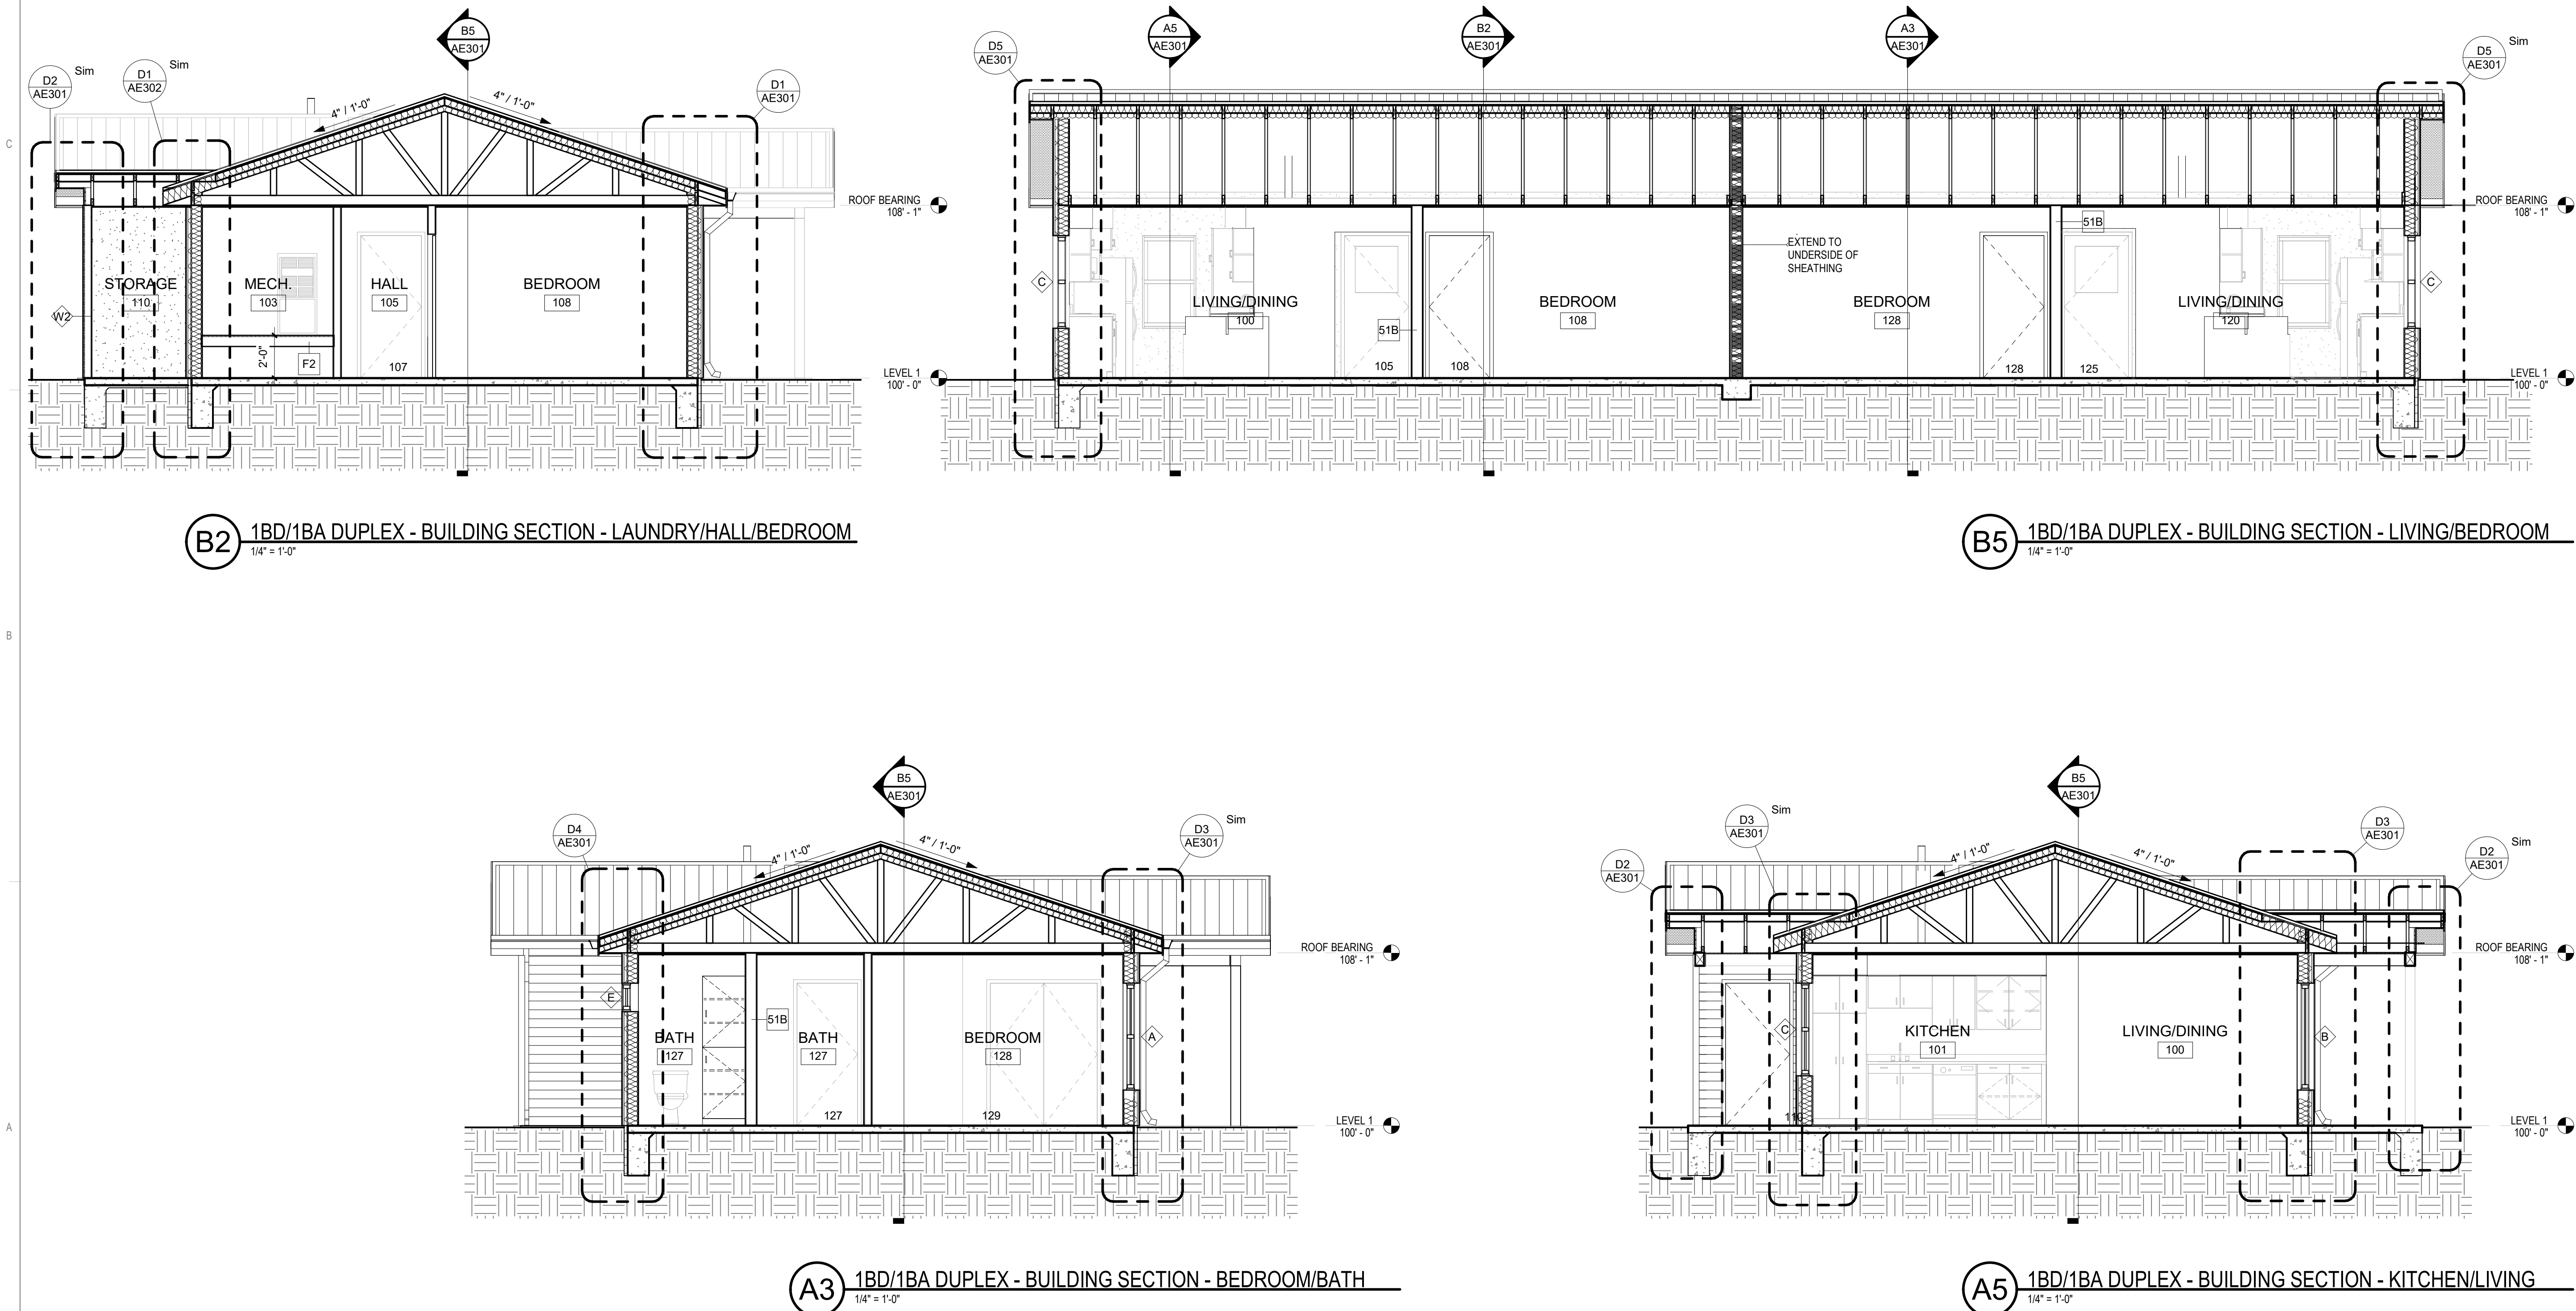 C
B
A
B5
AE301
D2
AE301
Sim
D1
AE302
Sim
4" / 1'-0"
4" / 1'-0"
D1
AE301
ROOF BEARING
108' - 1"
STORAGE
110
MECH.
103
HALL
105
BEDROOM
108
W2
2'-0"
F2
107
LEVEL 1
100' - 0"
B2
1BD/1BA DUPLEX - BUILDING SECTION - LAUNDRY/HALL/BEDROOM
1/4" = 1'-0"
D5
AE301
A5
AE301
B2
AE301
A3
AE301
D5
AE301
Sim
ROOF BEARING
108' - 1"
51B
EXTEND TO
UNDERSIDE OF
SHEATHING
C
LIVING/DINING
100
BEDROOM
108
BEDROOM
128
LIVING/DINING
120
C
51B
105
108
128
125
LEVEL 1
100' - 0"
B5
1BD/1BA DUPLEX - BUILDING SECTION - LIVING/BEDROOM
1/4" = 1'-0"
B5
AE301
D4
AE301
D3
AE301
Sim
4" / 1'-0"
4" / 1'-0"
ROOF BEARING
108' - 1"
E
51B
BATH
127
BATH
127
BEDROOM
128
A
127
129
LEVEL 1
100' - 0"
A3
1BD/1BA DUPLEX - BUILDING SECTION - BEDROOM/BATH
1/4" = 1'-0"
B5
AE301
D2
AE301
D3
AE301
Sim
4" / 1'-0"
4" / 1'-0"
D3
AE301
D2
AE301
Sim
ROOF BEARING
108' - 1"
C
KITCHEN
101
LIVING/DINING
100
B
LEVEL 1
100' - 0"
A5
1BD/1BA DUPLEX - BUILDING SECTION - KITCHEN/LIVING
1/4" = 1'-0"